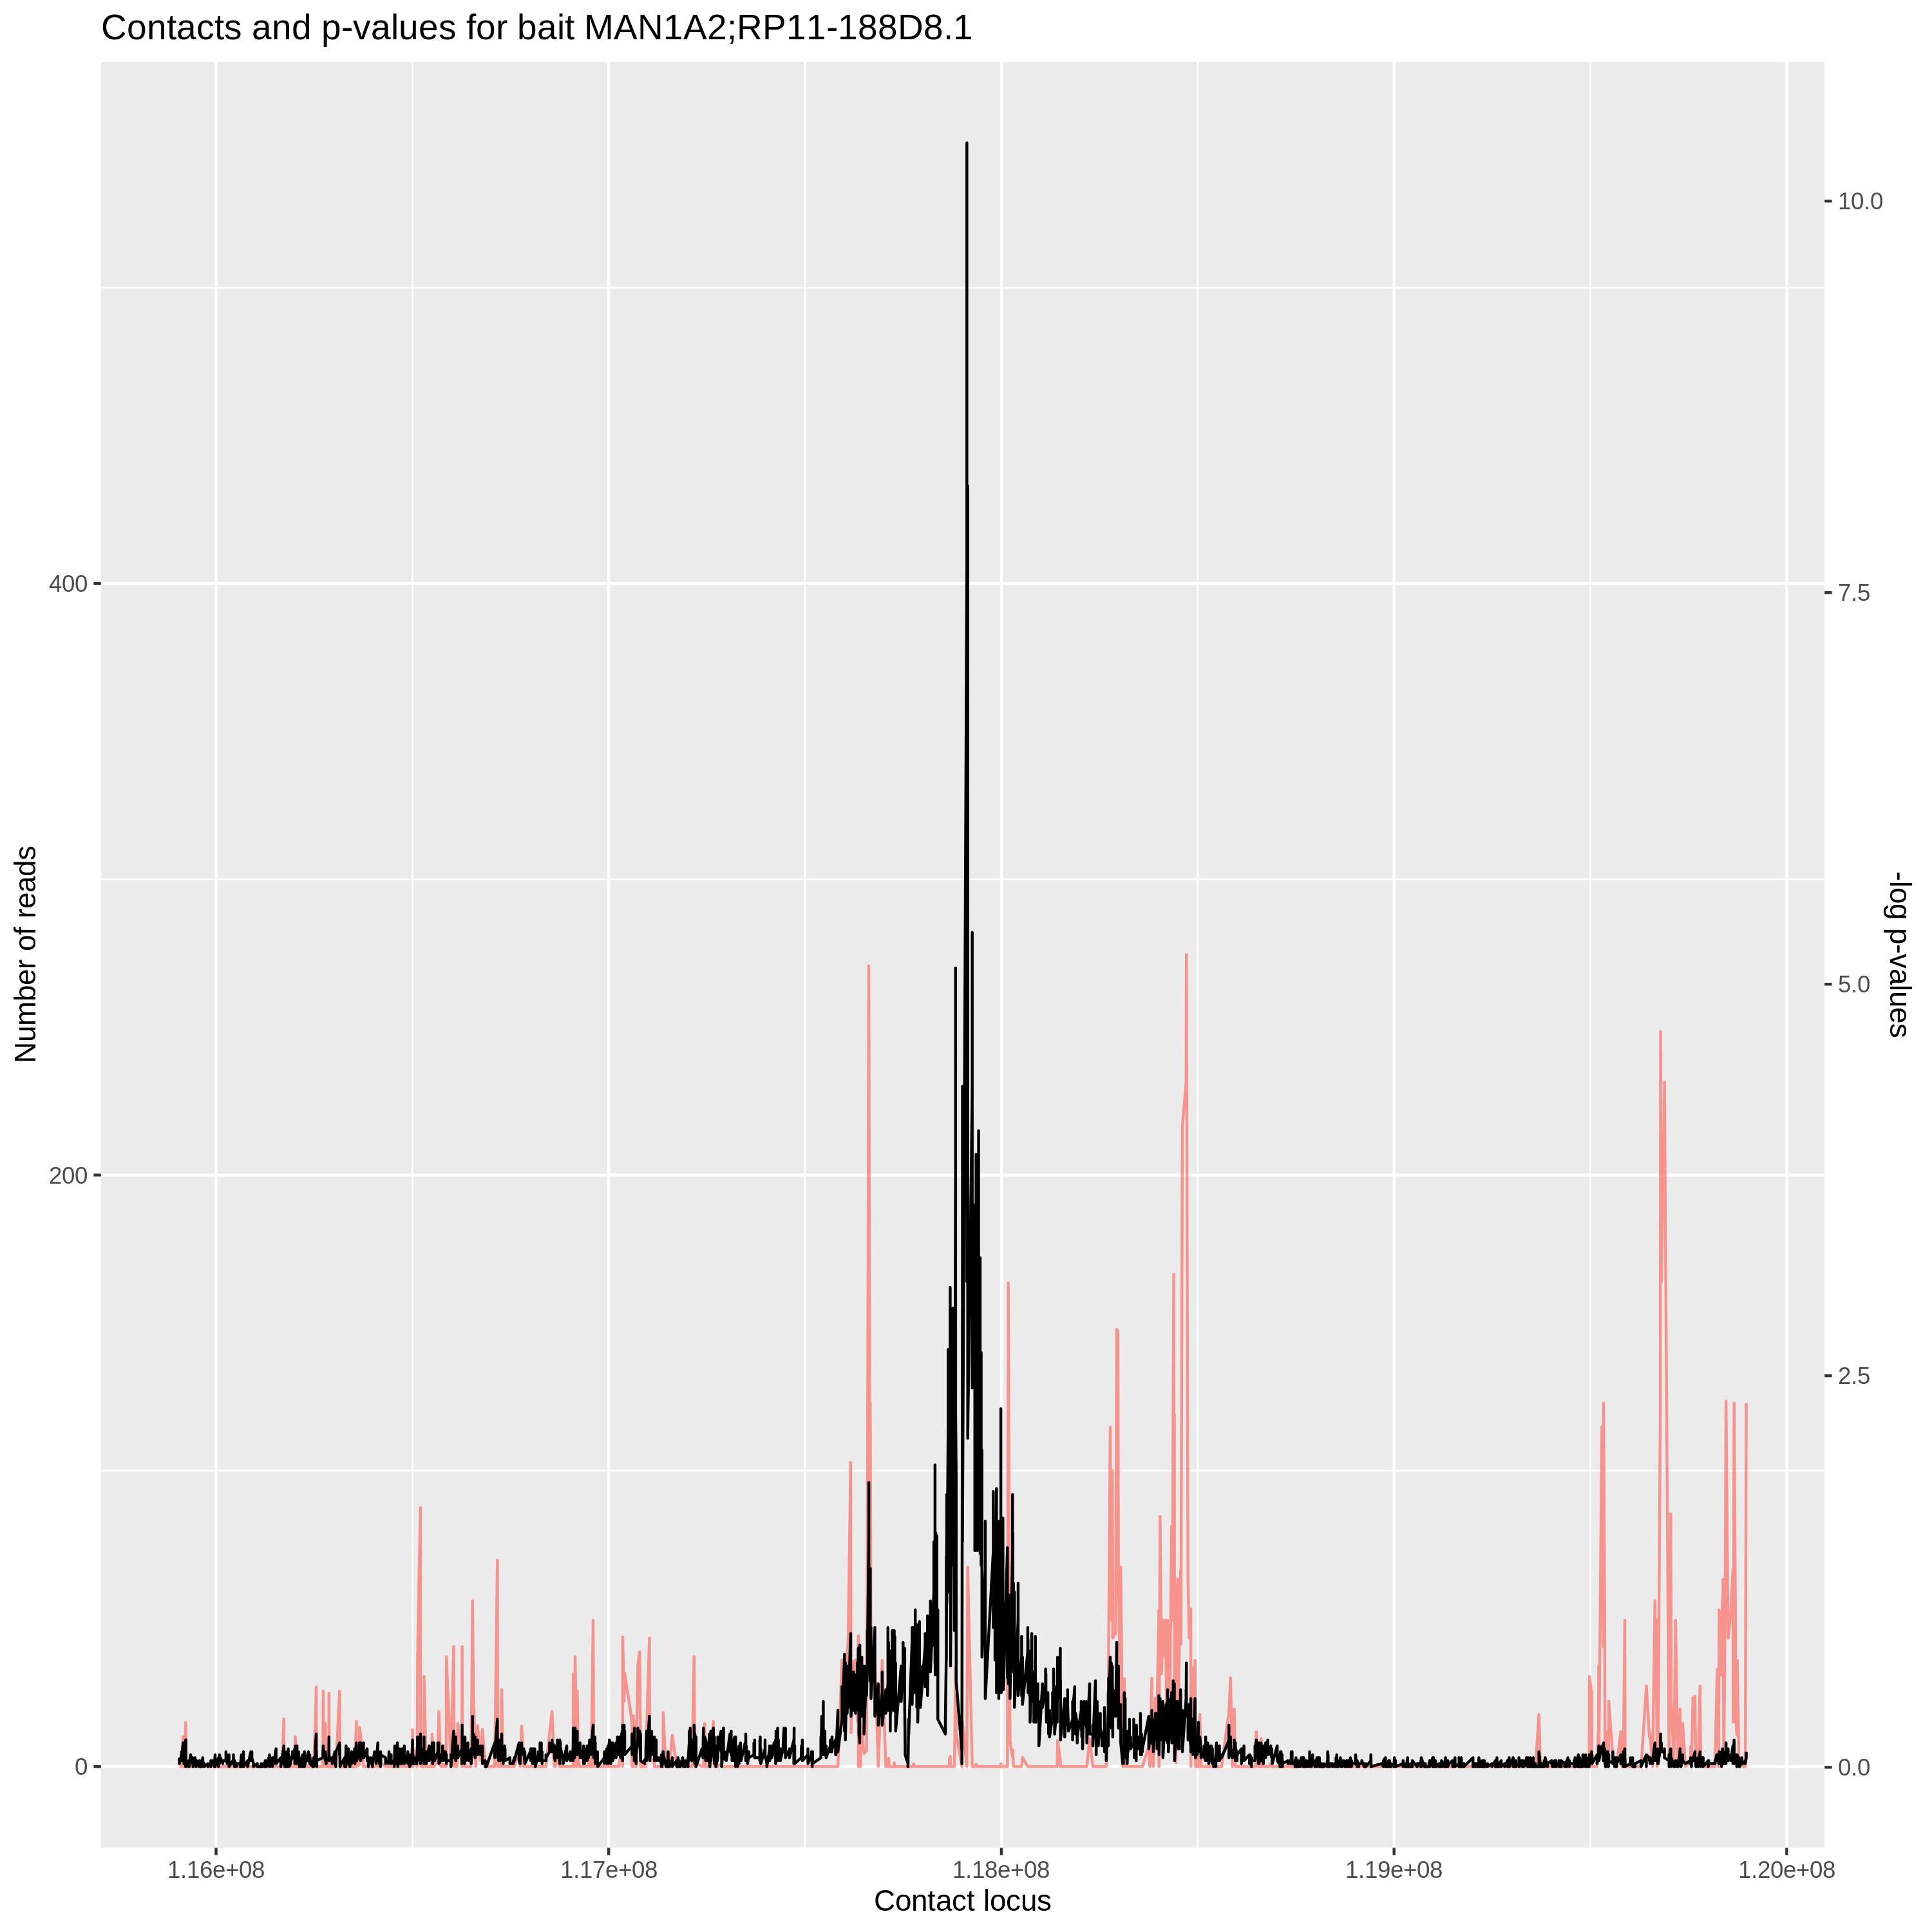 Contacts and p-values for bait MAN1A2;RP11-188D8.1
10.0
400
7.5
Number of reads
-log p-values
5.0
200
2.5
0
0.0
1.16e+08
1.17e+08
1.18e+08
1.19e+08
1.20e+08
Contact locus